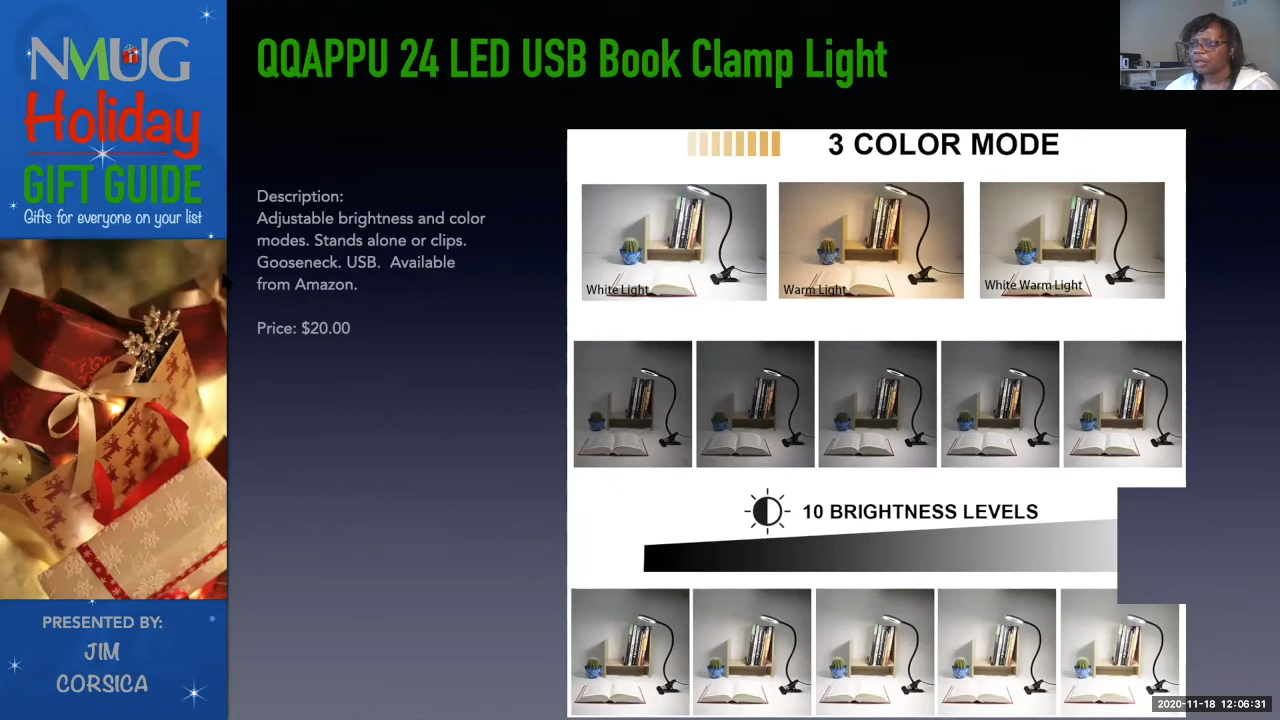 NMUG
Holiday
GIFT GUIDE
Gifts for everyone on your list
QQAPPU 24 LED USB Book Clamp Light
Description:
Adjustable brightness and color
modes. Stands alone or clips.
Gooseneck. USB.  Available
from Amazon.
Price: $20.00
3 COLOR MODE
White Light
Warm Light
White Warm Light
10 BRIGHTNESS LEVELS
PRESENTED BY:
JIM
CORSICA
2020-11-18 12:06:31